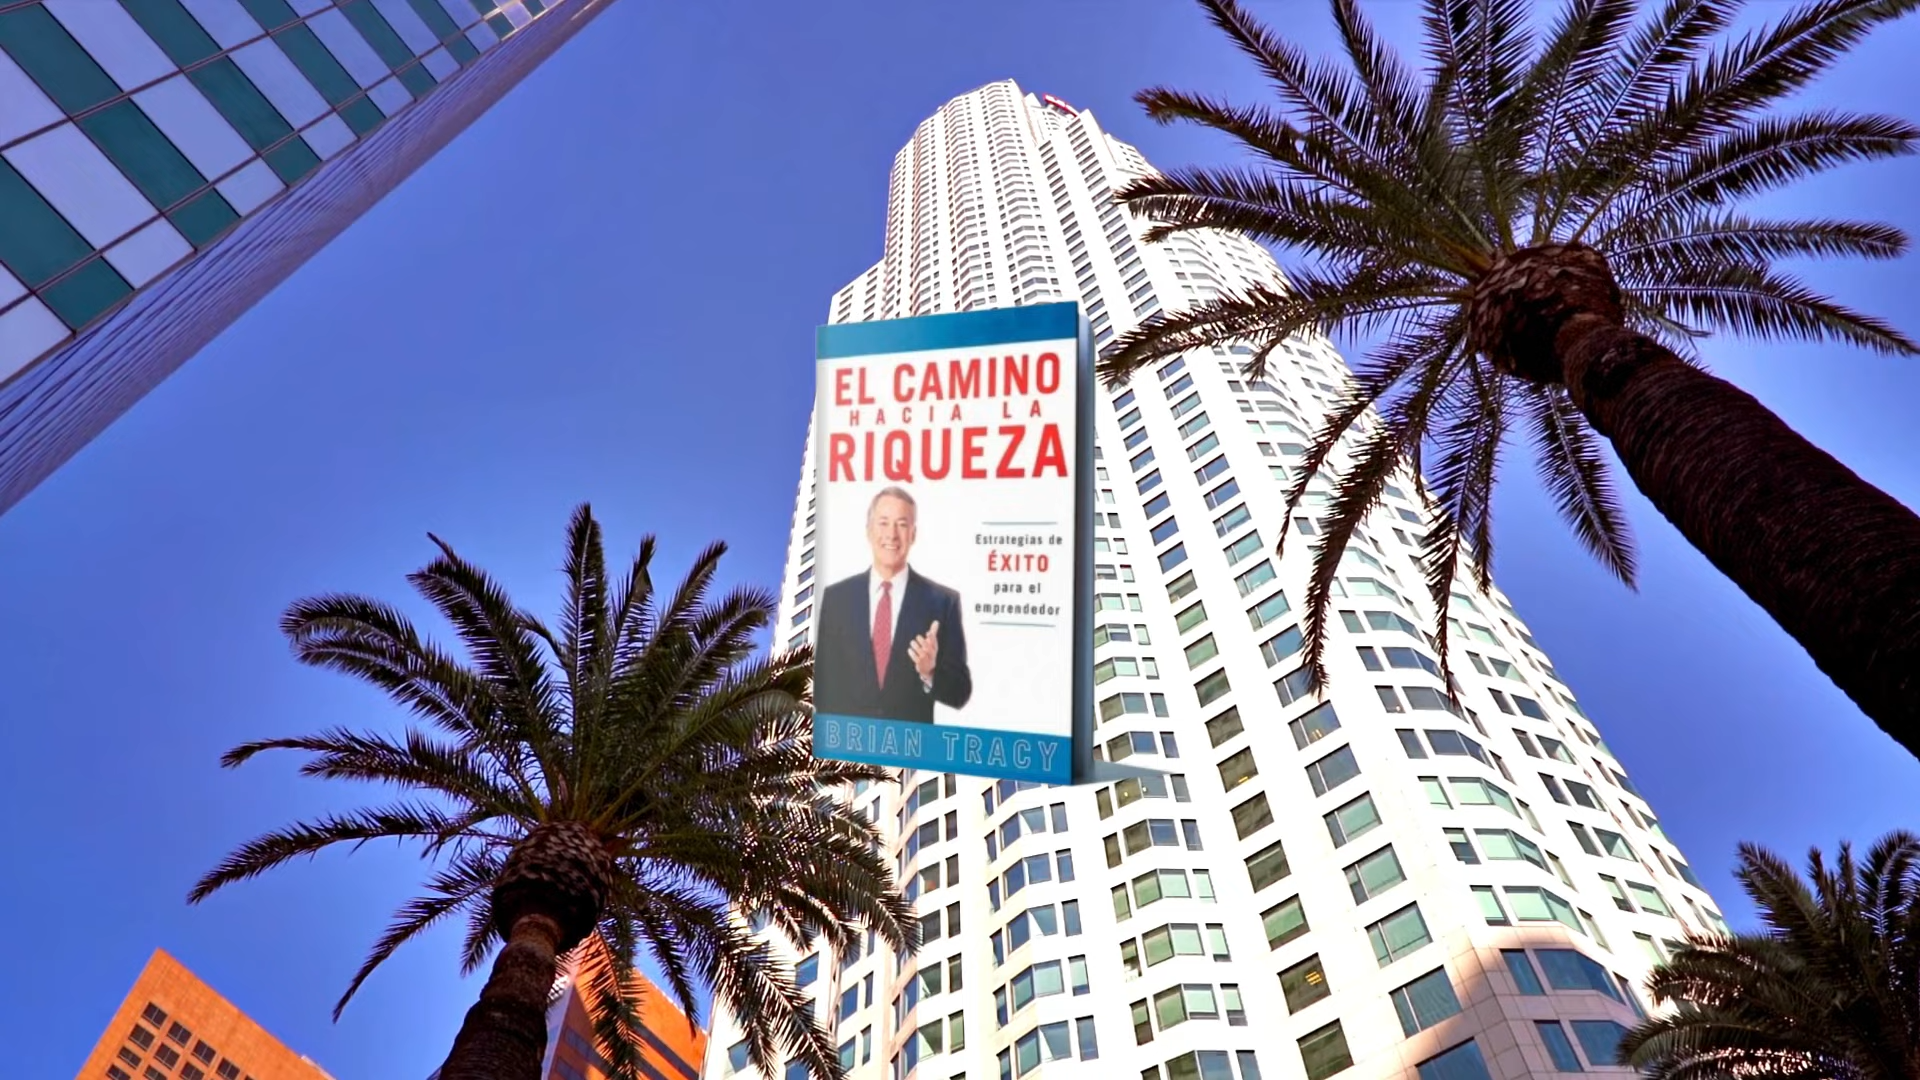 EL CAMINO
HACIA LA
RIQUEZA
Estrategias de
ÉXITO
para el
emprendedor
BRIAN TRACY